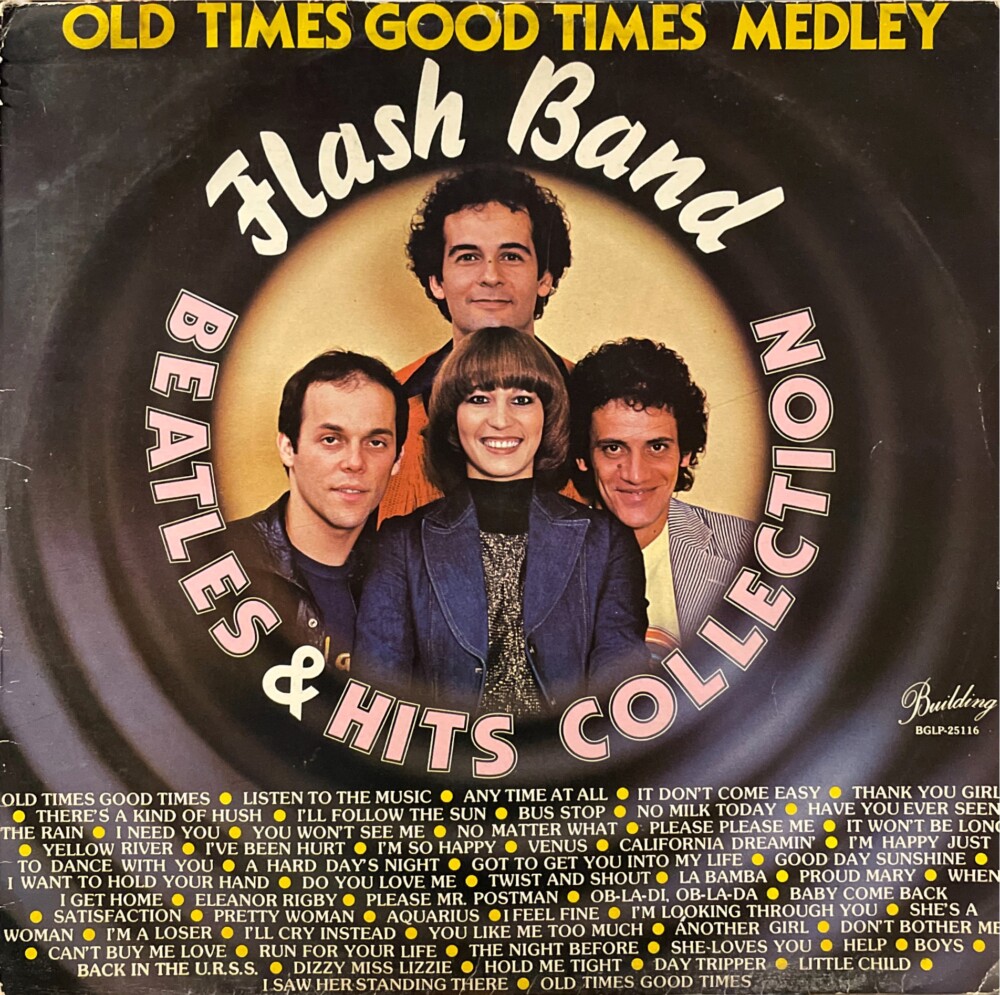 OLD TIMES GOOD TIMES MEDLEY
Flash Band
BEATLES & HITS COLLECTION
Building
BGLP-25116
OLD TIMES GOOD TIMES ● LISTEN TO THE MUSIC ● ANY TIME AT ALL ● IT DON'T COME EASY ● THANK YOU GIRL
● THERE'S A KIND OF HUSH ● I'LL FOLLOW THE SUN ● BUS STOP ● NO MILK TODAY ● HAVE YOU EVER SEEN
THE RAIN ● I NEED YOU ● YOU WON'T SEE ME ● NO MATTER WHAT ● PLEASE PLEASE ME ● IT WON'T BE LONG
● YELLOW RIVER ● I'VE BEEN HURT ● I'M SO HAPPY ● VENUS ● CALIFORNIA DREAMIN' ● I'M HAPPY JUST
TO DANCE WITH YOU ● A HARD DAY'S NIGHT ● GOT TO GET YOU INTO MY LIFE ● GOOD DAY SUNSHINE ●
I WANT TO HOLD YOUR HAND ● DO YOU LOVE ME ● TWIST AND SHOUT ● LA BAMBA ● PROUD MARY ● WHEN
I GET HOME ● ELEANOR RIGBY ● PLEASE MR. POSTMAN ● OB-LA-DI, OB-LA-DA ● BABY COME BACK
● SATISFACTION ● PRETTY WOMAN ● AQUARIUS ● I FEEL FINE ● I'M LOOKING THROUGH YOU ● SHE'S A
WOMAN ● I'M A LOSER ● I'LL CRY INSTEAD ● YOU LIKE ME TOO MUCH ● ANOTHER GIRL ● DON'T BOTHER ME
● CAN'T BUY ME LOVE ● RUN FOR YOUR LIFE ● THE NIGHT BEFORE ● SHE-LOVES YOU ● HELP ● BOYS ●
BACK IN THE U.R.S.S. ● DIZZY MISS LIZZIE ● HOLD ME TIGHT ● DAY TRIPPER ● LITTLE CHILD ●
I SAW HER STANDING THERE ● OLD TIMES GOOD TIMES